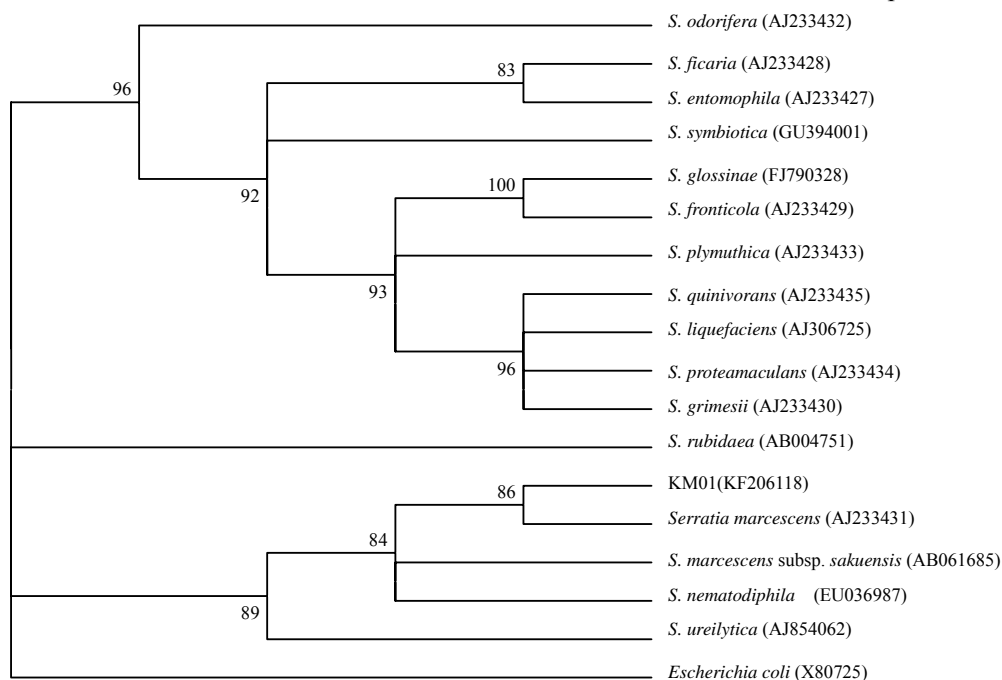 S. odorifera (AJ233432)
83
S. ficaria (AJ233428)
96
S. entomophila (AJ233427)
S. symbiotica (GU394001)
100
S. glossinae (FJ790328)
92
S. fronticola (AJ233429)
S. plymuthica (AJ233433)
93
S. quinivorans (AJ233435)
S. liquefaciens (AJ306725)
96
S. proteamaculans (AJ233434)
S. grimesii (AJ233430)
S. rubidaea (AB004751)
86
KM01(KF206118)
Serratia marcescens (AJ233431)
84
S. marcescens subsp. sakuensis (AB061685)
89
S. nematodiphila (EU036987)
S. ureilytica (AJ854062)
Escherichia coli (X80725)